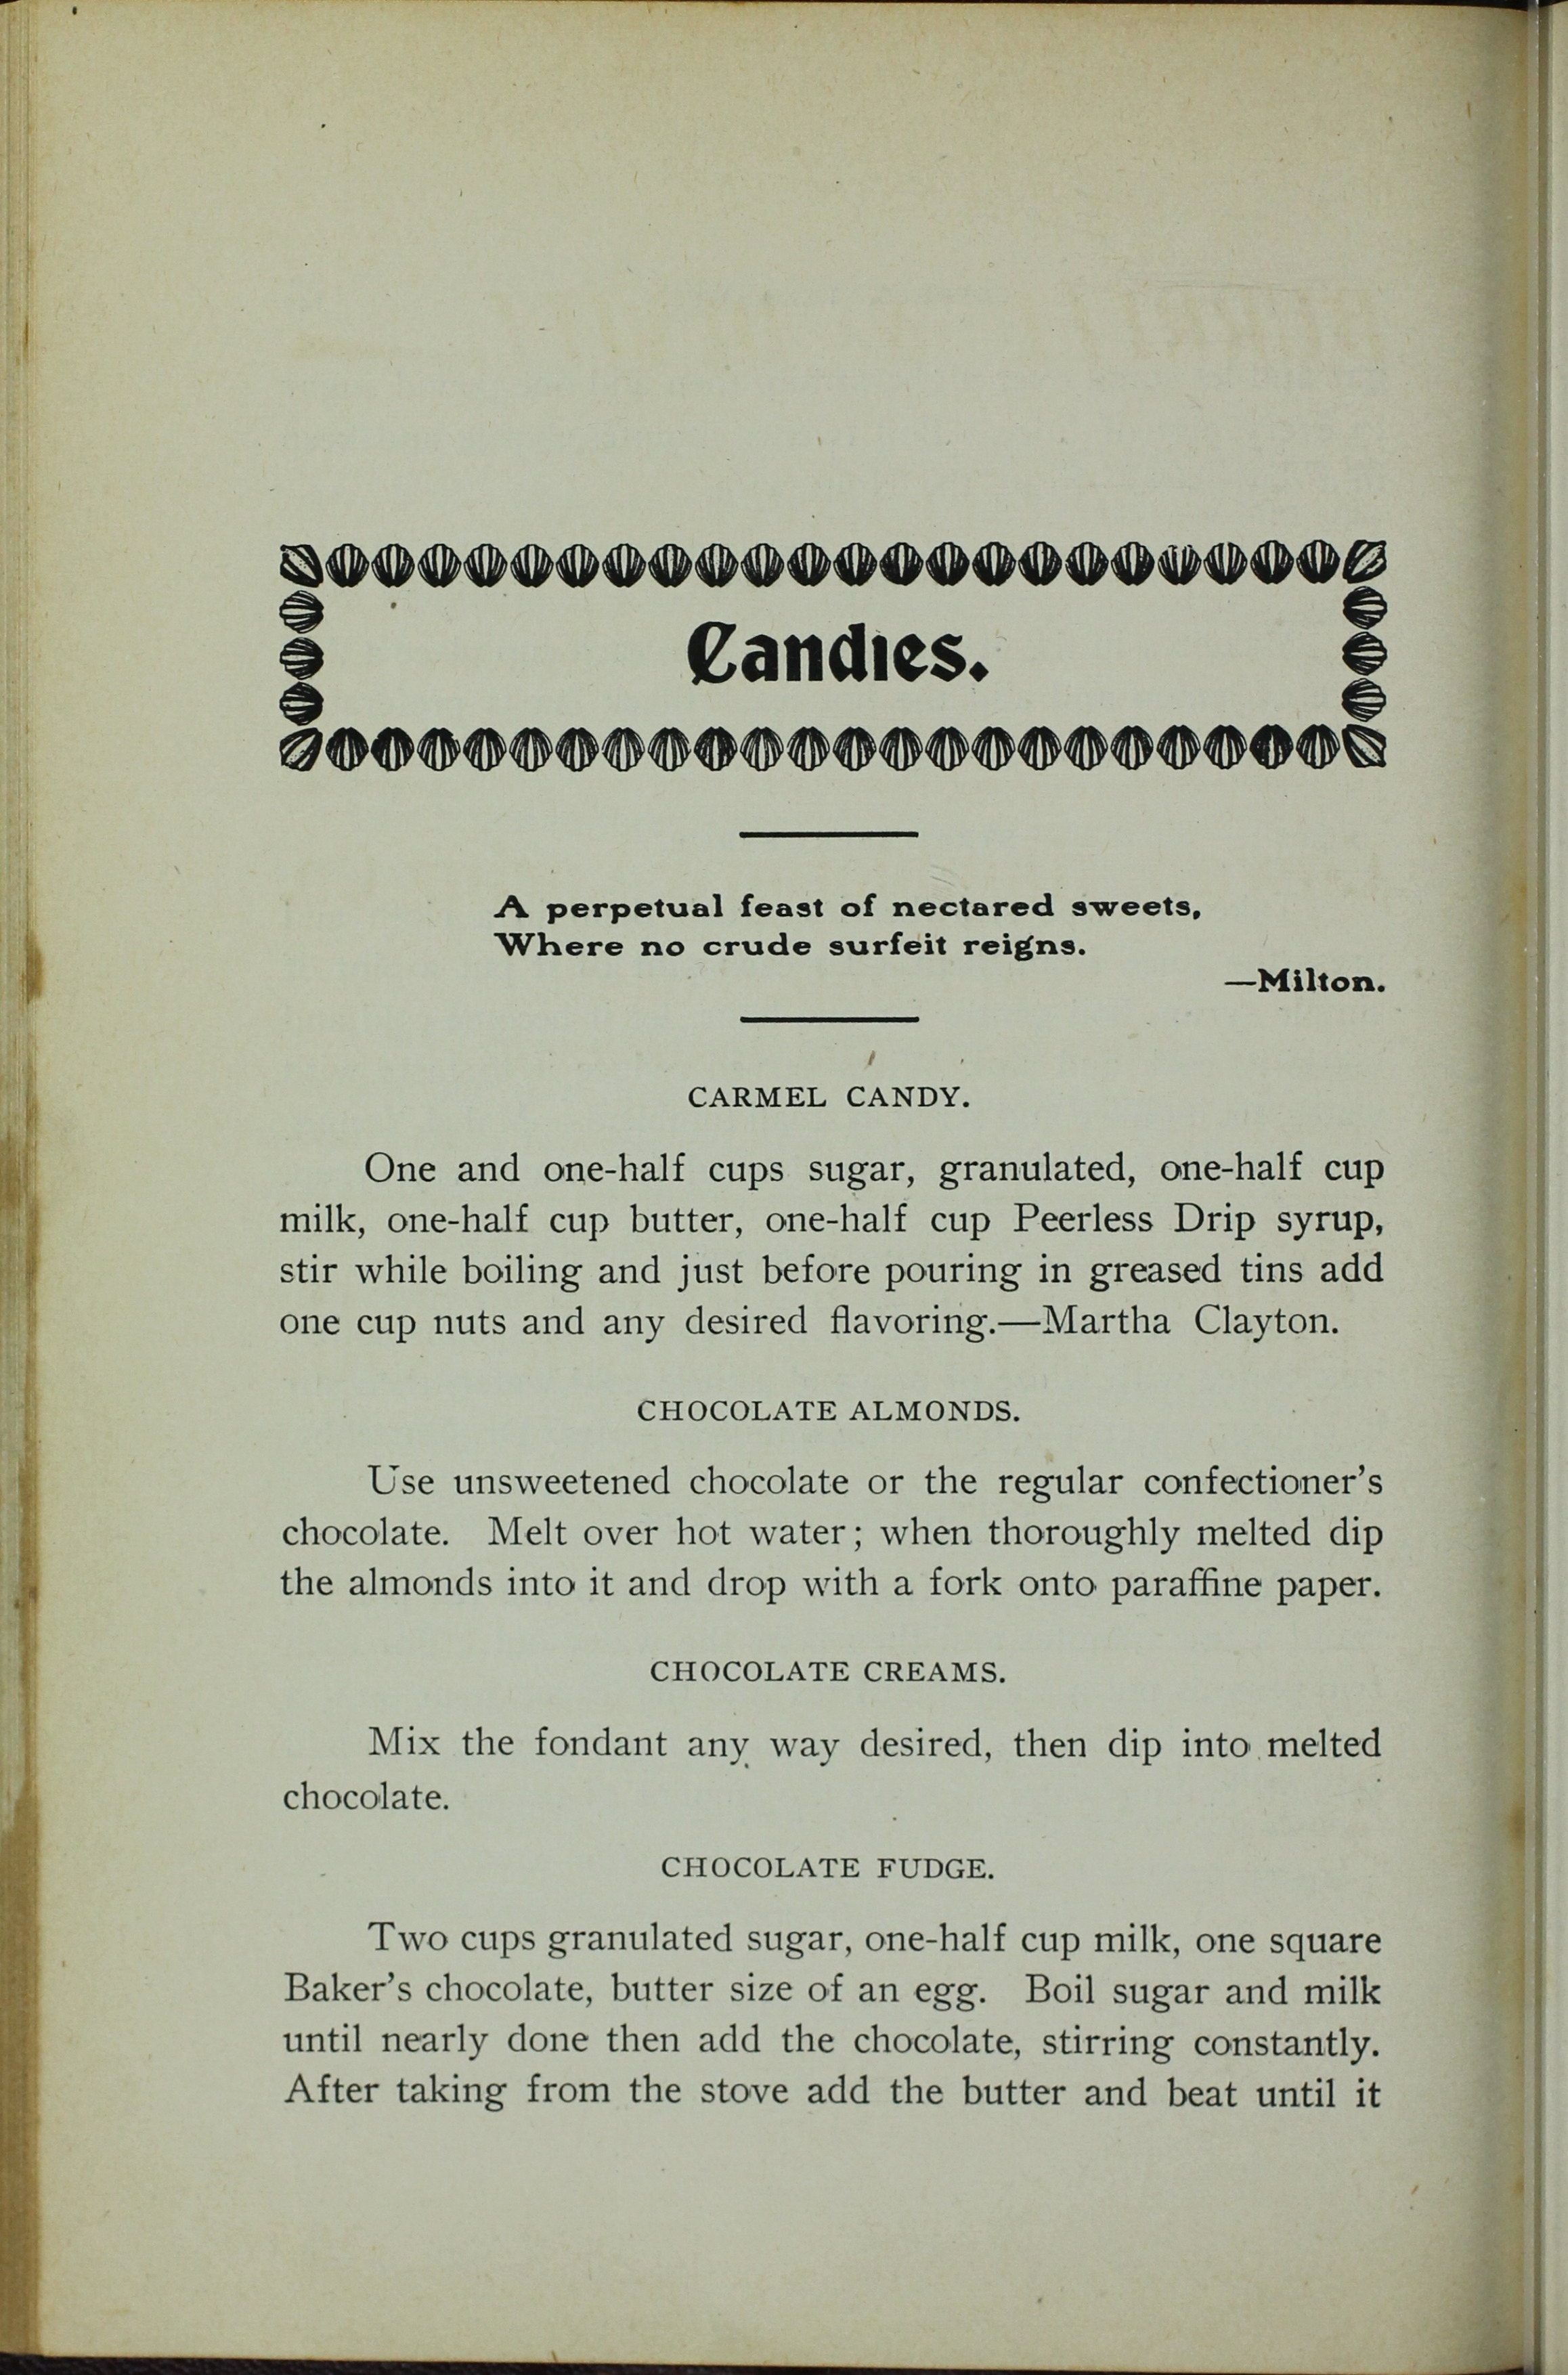 Candies.
A perpetual feast of nectared sweets,
Where no crude surfeit reigns.
—Milton.
CARMEL CANDY.
One and one-half cups sugar, granulated, one-half cup
milk, one-half cup butter, one-half cup Peerless Drip syrup,
stir while boiling and just before pouring in greased tins add
one cup nuts and any desired flavoring.—Martha Clayton.
CHOCOLATE ALMONDS.
Use unsweetened chocolate or the regular confectioner's
chocolate. Melt over hot water; when thoroughly melted dip
the almonds into it and drop with a fork onto paraffine paper.
CHOCOLATE CREAMS.
Mix the fondant any way desired, then dip into melted
chocolate.
CHOCOLATE FUDGE.
Two cups granulated sugar, one-half cup milk, one square
Baker's chocolate, butter size of an egg. Boil sugar and milk
until nearly done then add the chocolate, stirring constantly.
After taking from the stove add the butter and beat until it